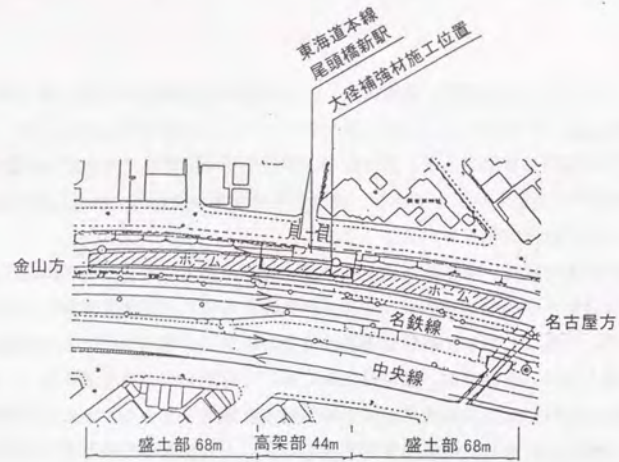 東海道本線
尾頭橋新駅
大径補強材施工位置
金山方
ホーム
ホーム
名鉄線
名古屋方
中央線
盛土部 68m
高架部 44m
盛土部 68m